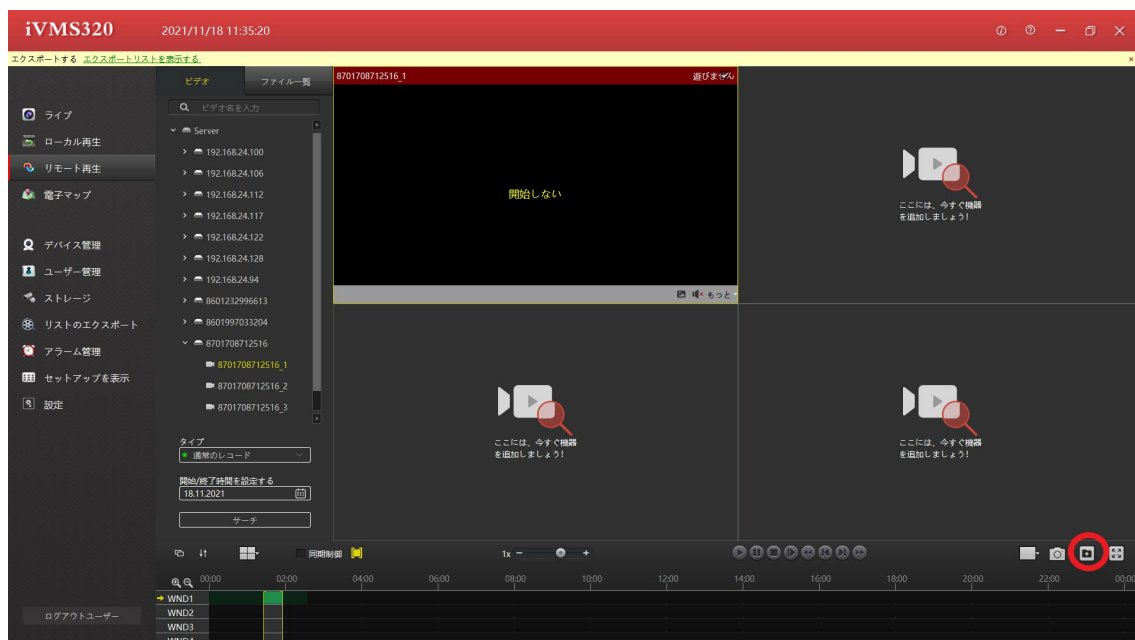 iVMS320
2021/11/18 11:35:20
エクスポートする エクスポートリストを表示する
ライブ
ローカル再生
リモート再生
電子マップ
デバイス管理
ユーザー管理
ストレージ
リストのエクスポート
アラーム管理
セットアップを表示
設定
ログアウトユーザー
ビデオ ファイル一覧
ビデオ名を入力
Server
192.168.24.100
192.168.24.106
192.168.24.112
192.168.24.117
192.168.24.122
192.168.24.128
192.168.24.94
8601232996613
8601997033204
8701708712516
8701708712516_1
8701708712516_2
8701708712516_3
タイプ
通常のレコード
開始/終了時間を設定する
18.11.2021
サーチ
8701708712516_1 遊びません
開始しない
もっと
ここには、今すぐ機器
を追加しましょう!
ここには、今すぐ機器
を追加しましょう!
ここには、今すぐ機器
を追加しましょう!
同期制御
1x − +
00:00 02:00 04:00 06:00 08:00 10:00 12:00 14:00 16:00 18:00 20:00 22:00 00:00
WND1
WND2
WND3
WND4